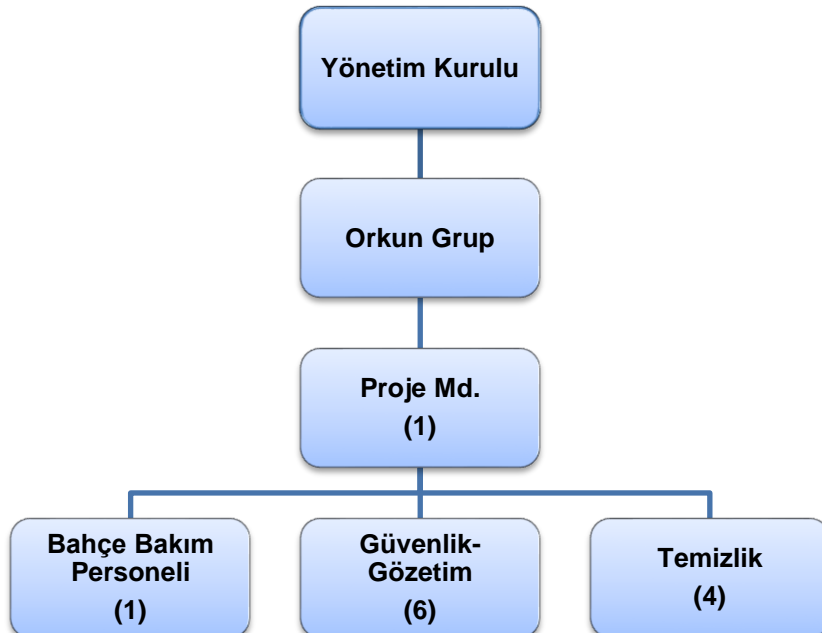 Yönetim Kurulu
Orkun Grup
Proje Md.
(1)
Bahçe Bakım
Personeli
(1)
Güvenlik-
Gözetim
(6)
Temizlik
(4)